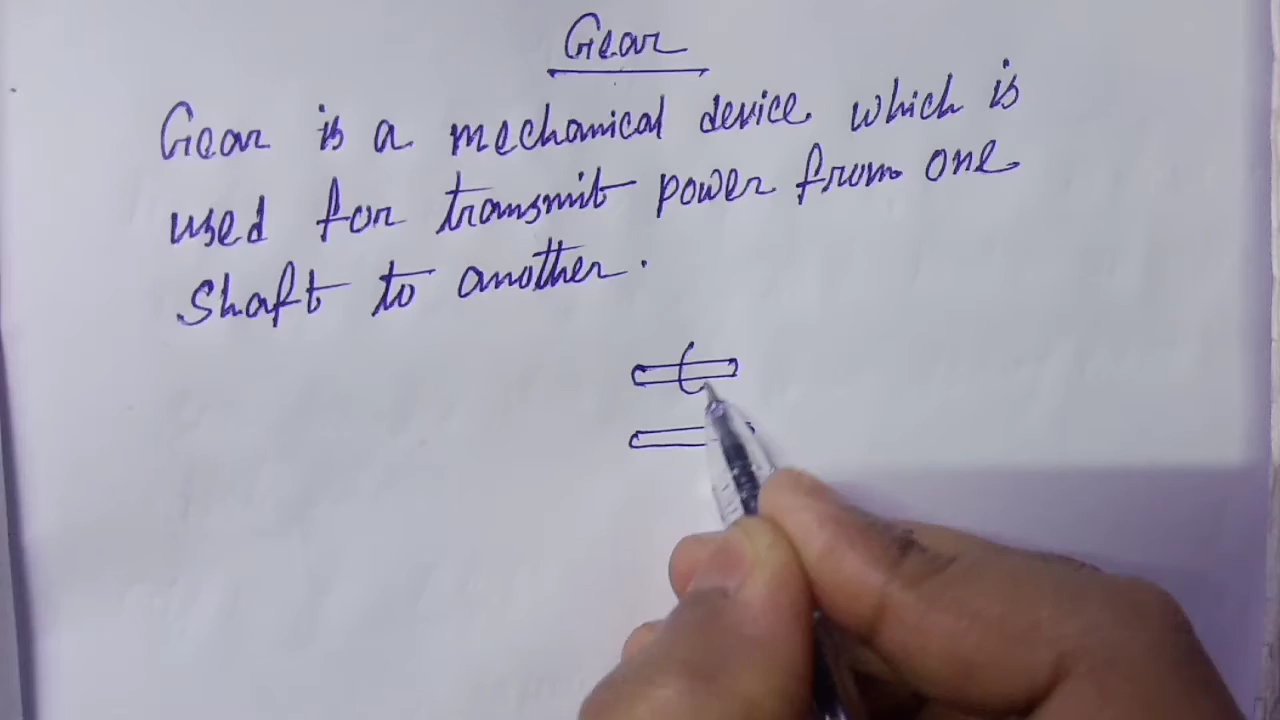 Gear
Gear is a mechanical device which is
used for transmit power from one
shaft to another.